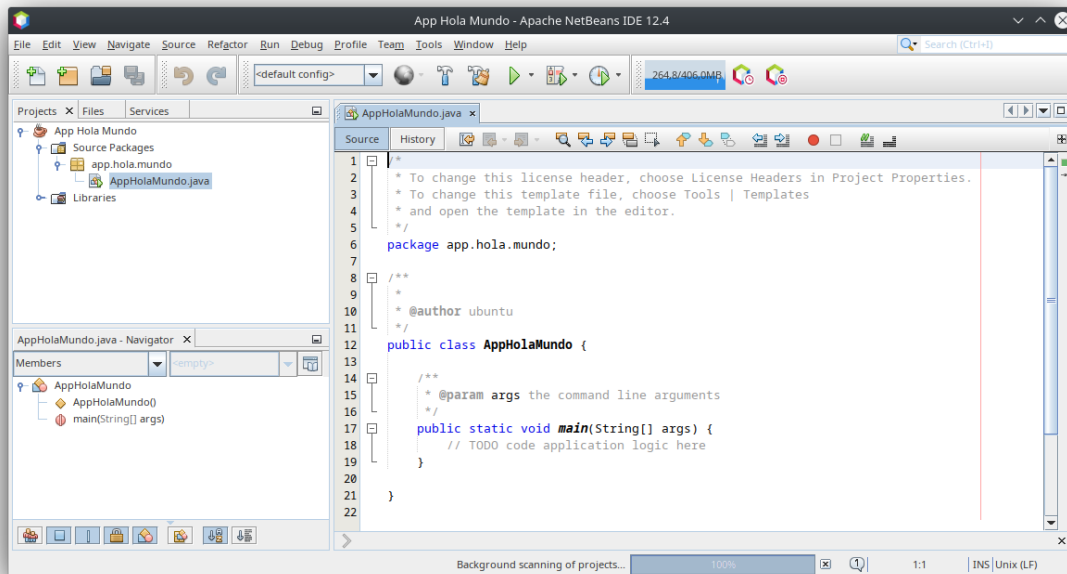 App Hola Mundo - Apache NetBeans IDE 12.4
File Edit View Navigate Source Refactor Run Debug Profile Team Tools Window Help
Search (Ctrl+I)
<default config>
264,8/406,0MB
Projects Files Services
App Hola Mundo
Source Packages
app.hola.mundo
AppHolaMundo.java
Libraries
AppHolaMundo.java - Navigator
Members
<empty>
AppHolaMundo
AppHolaMundo()
main(String[] args)
AppHolaMundo.java
Source History
1 /*
2 * To change this license header, choose License Headers in Project Properties.
3 * To change this template file, choose Tools | Templates
4 * and open the template in the editor.
5 */
6 package app.hola.mundo;
7
8 /**
9 *
10 * @author ubuntu
11 */
12 public class AppHolaMundo {
13
14 /**
15 * @param args the command line arguments
16 */
17 public static void main(String[] args) {
18 // TODO code application logic here
19 }
20
21 }
22
Background scanning of projects... 100% 1 1:1 INS Unix (LF)